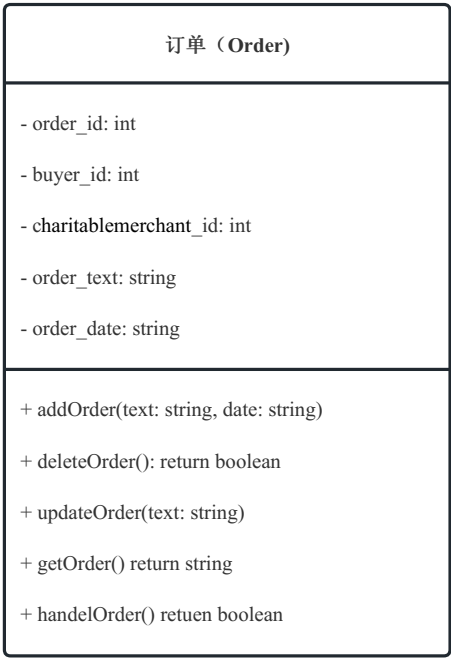 订单（Order)
- order_id: int
- buyer_id: int
- charitablemerchant_id: int
- order_text: string
- order_date: string
+ addOrder(text: string, date: string)
+ deleteOrder(): return boolean
+ updateOrder(text: string)
+ getOrder() return string
+ handelOrder() retuen boolean